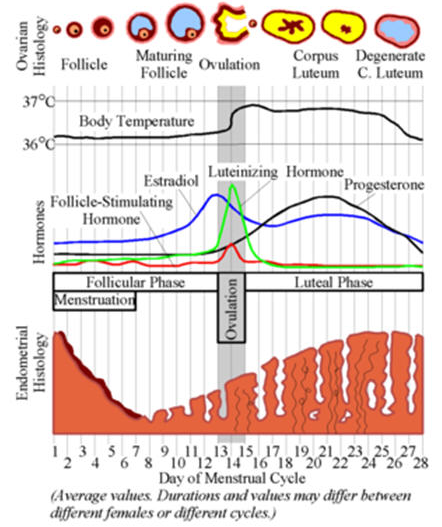 Ovarian
Histology
Follicle
Maturing
Follicle
Ovulation
Corpus
Luteum
Degenerate
C. Luteum
37°C
Body Temperature
36°C
Hormones
Luteinizing Hormone
Estradiol
Progesterone
Follicle-Stimulating
Hormone
Follicular Phase
Luteal Phase
Menstruation
Ovulation
Endometrial
Histology
1 3 5 7 9 11 13 15 17 19 21 23 25 27
2 4 6 8 10 12 14 16 18 20 22 24 26 28
Day of Menstrual Cycle
(Average values. Durations and values may differ between
different females or different cycles.)